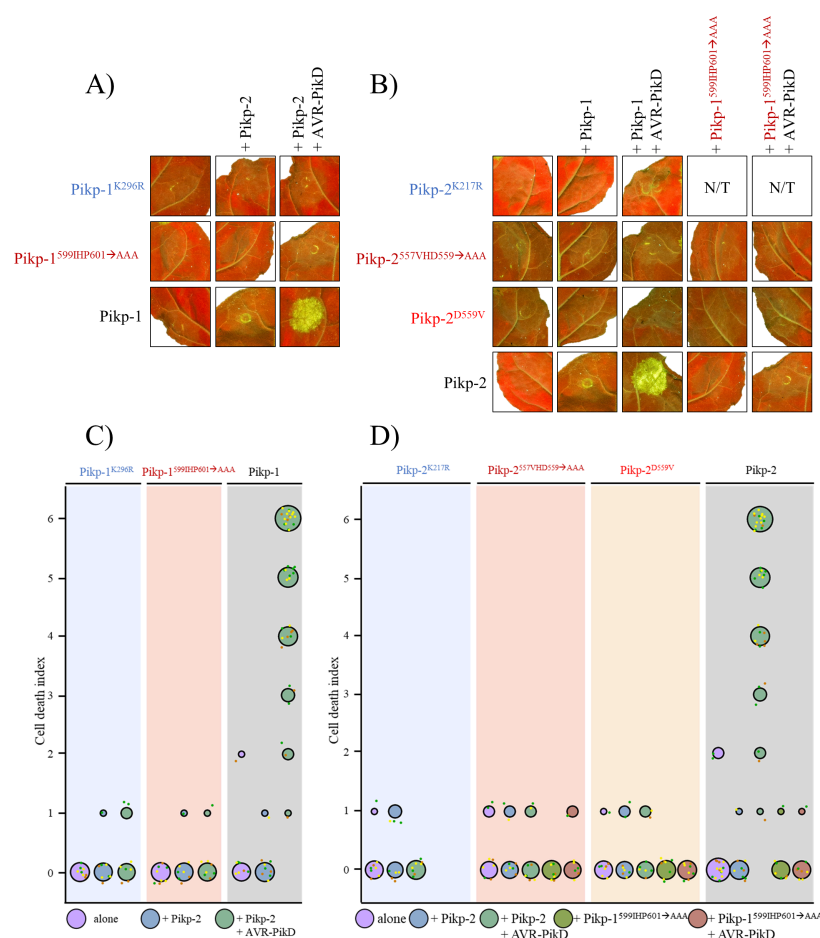 A)
+ Pikp-2
+ Pikp-2
+ AVR-PikD
Pikp-1K296R
Pikp-1599IHP601→AAA
Pikp-1
B)
+ Pikp-1
+ Pikp-1
+ AVR-PikD
+ Pikp-1599IHP601→AAA
+ Pikp-1599IHP601→AAA
+ AVR-PikD
Pikp-2K217R
N/T
N/T
Pikp-2557VHD559→AAA
Pikp-2D559V
Pikp-2
C)
Pikp-1K296R
Pikp-1599IHP601→AAA
Pikp-1
Cell death index
6
5
4
3
2
1
0
alone
+ Pikp-2
+ Pikp-2
+ AVR-PikD
D)
Pikp-2K217R
Pikp-2557VHD559→AAA
Pikp-2D559V
Pikp-2
Cell death index
6
5
4
3
2
1
0
alone
+ Pikp-2
+ Pikp-2
+ AVR-PikD
+ Pikp-1599IHP601→AAA
+ Pikp-1599IHP601→AAA
+ AVR-PikD